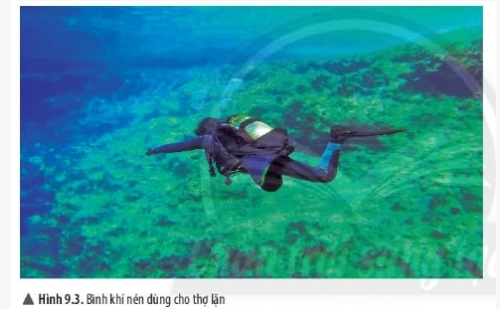 ▲ Hình 9.3. Bình khí nén dùng cho thợ lặn